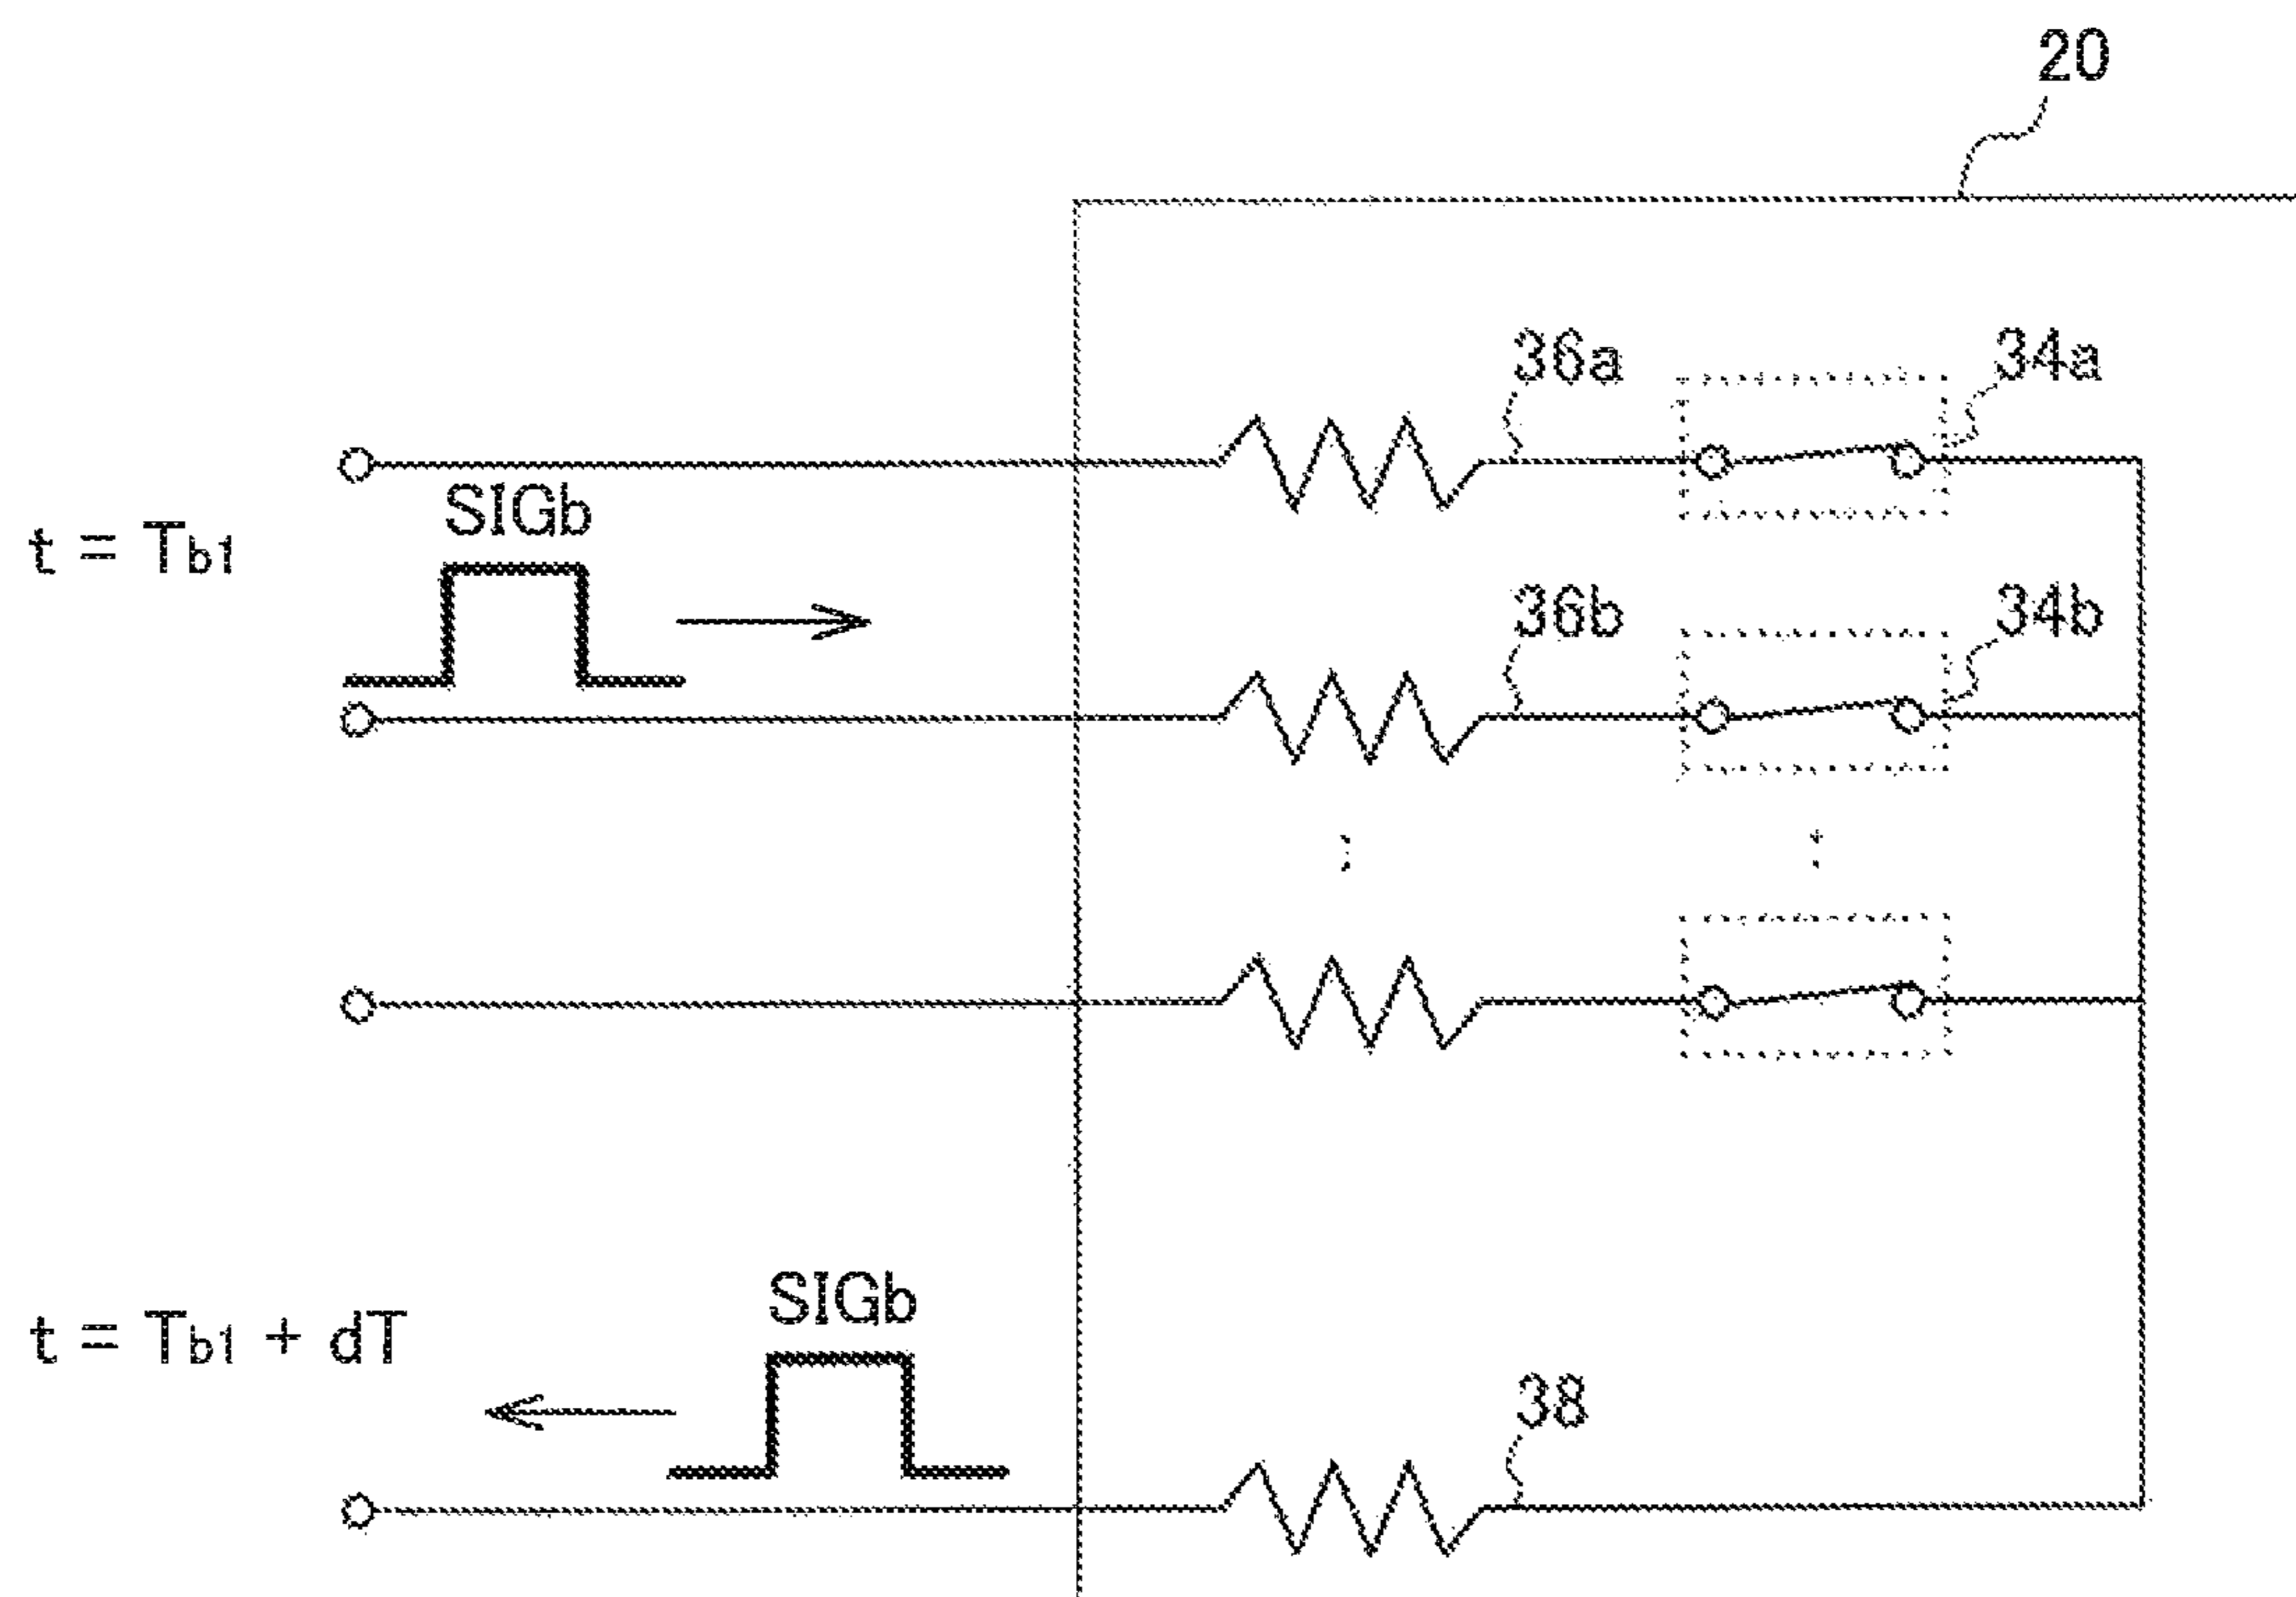 20
36a
34a
SIGb
t = Tb1
36b
34b
SIGb
t = Tb1 + dT
38